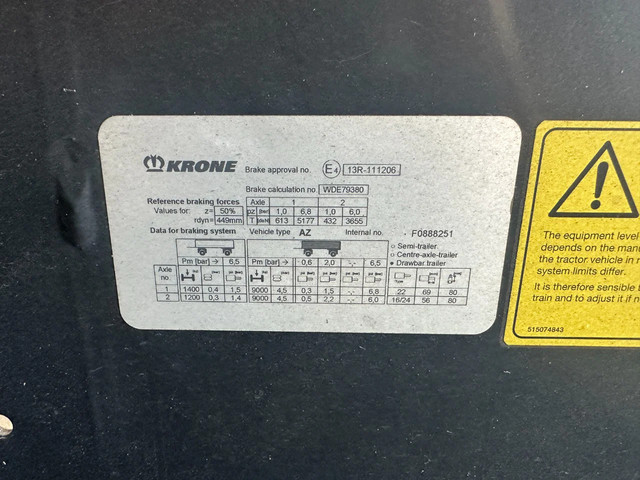 KRONE
Brake approval no. E4 13R-111206
Brake calculation no. WDE79380
Reference braking forces Axle 1 2
Values for: z= 50% pz [bar] 1,0 6,8 1,0 6,0
rdyn= 449mm T [daN] 613 5177 432 3655
Data for braking system Vehicle type AZ Internal no. F0888251
Semi-trailer
Centre-axle-trailer
Pm [bar] → 6,5 Pm [bar] → 0,6 2,0 -,- 6,5 Drawbar trailer
Axle
no.
1 1400 0,4 1,5 9000 4,5 0,3 1,5 -,- 6,8 22 69 80
2 1200 0,3 1,4 9000 4,5 0,5 2,2 -,- 6,0 16/24 56 80
The equipment level
depends on the manu
the tractor vehicle in
system limits differ.
It is therefore sensible
train and to adjust it if
515074843